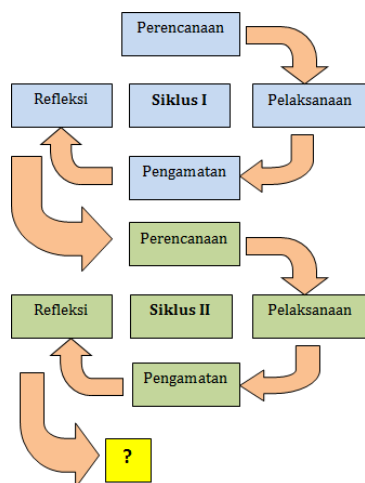 Perencanaan
Refleksi
Siklus I
Pelaksanaan
Pengamatan
Perencanaan
Refleksi
Siklus II
Pelaksanaan
Pengamatan
?